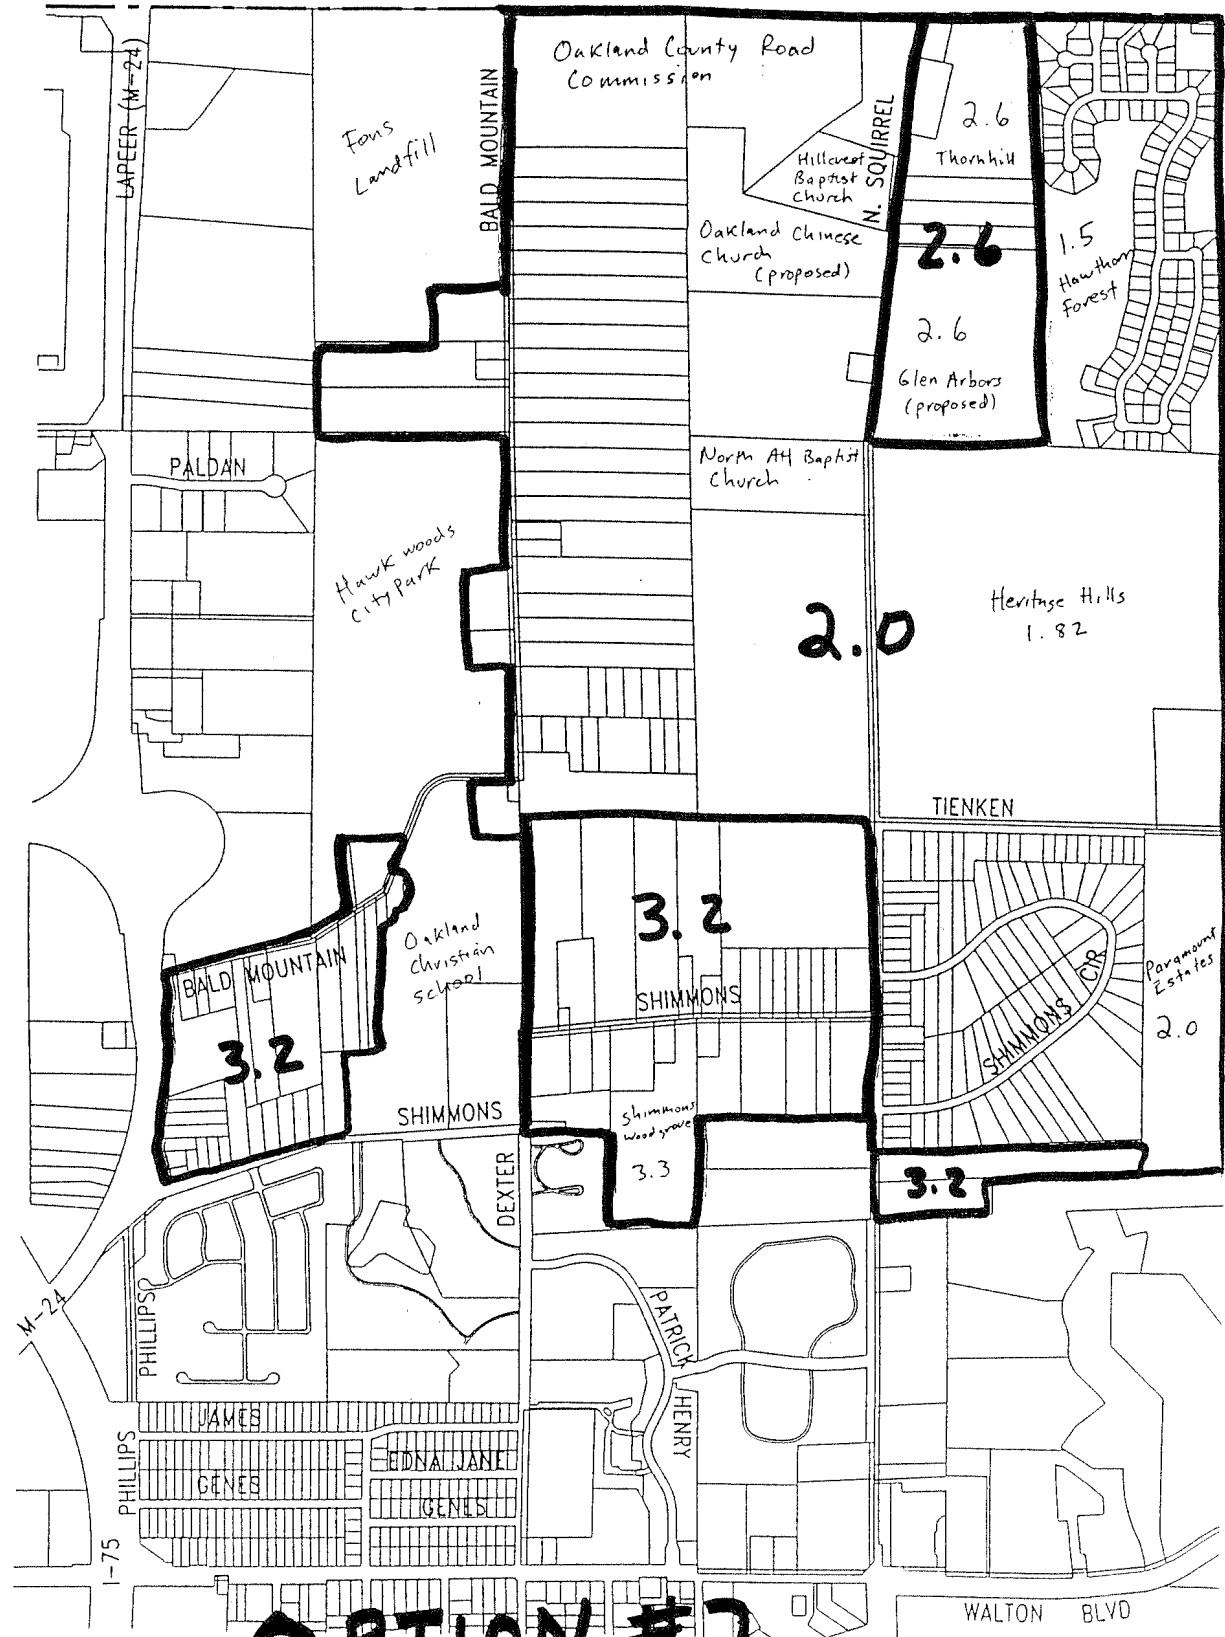 Oakland County Road
Commission
LAPEER (M-24)
Fons
Landfill
BALD MOUNTAIN
N. SQUIRREL
2.6
Thornhill
Hillcrest
Baptist
Church
Oakland Chinese
Church
(proposed)
2.6
1.5
Hawthorn
Forest
2.6
Glen Arbors
(proposed)
PALDAN
North AH Baptist
Church
Hawk woods
City Park
2.0
Heritage Hills
1.82
TIENKEN
3.2
Oakland
Christian
school
BALD MOUNTAIN
3.2
SHIMMONS
SHIMMONS CIR
Paramount
Estates
2.0
SHIMMONS
Shimmons
Woodgrove
3.3
3.2
DEXTER
M-24
PHILLIPS
PATRICK HENRY
JAMES
PHILLIPS
EDNA JANE
GENES
GENES
I-75
WALTON BLVD
OPTION #2